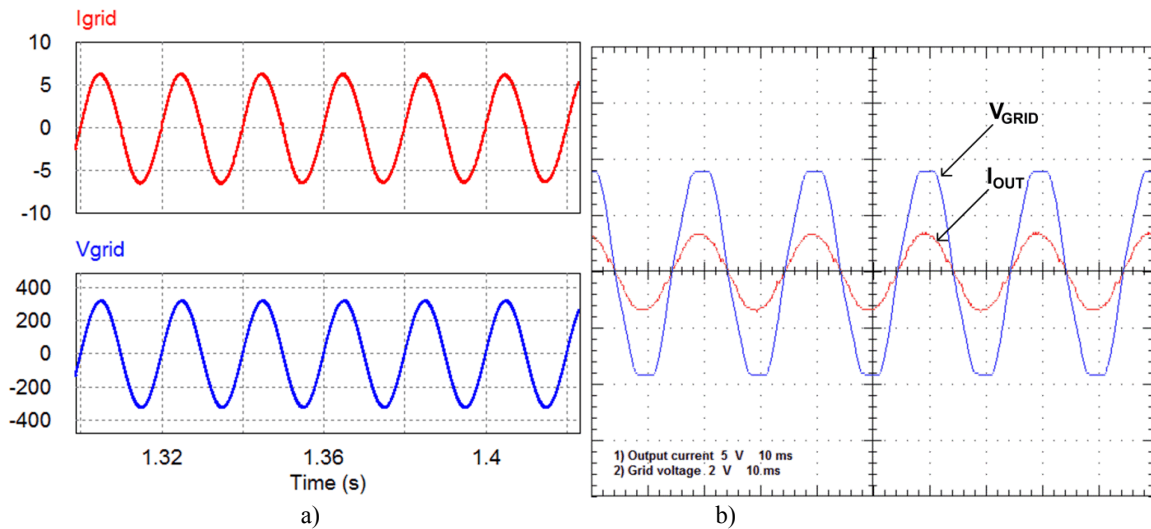 Igrid
10
5
0
-5
-10
Vgrid
400
200
0
-200
-400
1.32
1.36
1.4
Time (s)
a)
VGRID
IOUT
1) Output current 5 V 10 ms
2) Grid voltage 2 V 10 ms
b)